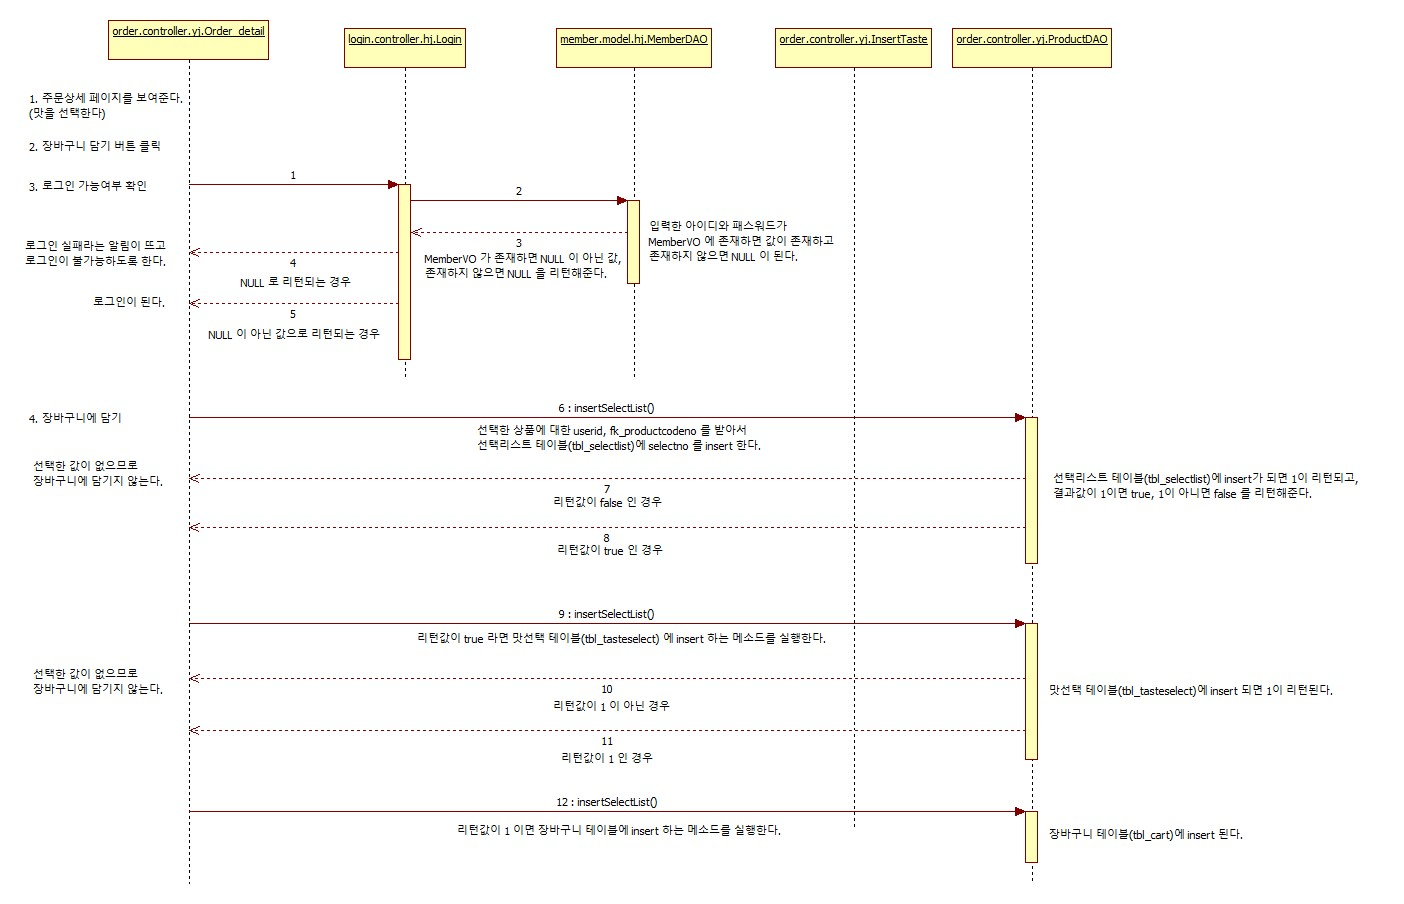 order.controller.yj.Order_detail
login.controller.hj.Login
member.model.hj.MemberDAO
order.controller.yj.InsertTaste
order.controller.yj.ProductDAO
1. 주문상세 페이지를 보여준다.
(맛을 선택한다)
2. 장바구니 담기 버튼 클릭
3. 로그인 가능여부 확인
1
2
입력한 아이디와 패스워드가
MemberVO 에 존재하면 값이 존재하고
존재하지 않으면 NULL 이 된다.
3
MemberVO 가 존재하면 NULL 이 아닌 값,
존재하지 않으면 NULL 을 리턴해준다.
로그인 실패라는 알림이 뜨고
로그인이 불가능하도록 한다.
4
NULL 로 리턴되는 경우
로그인이 된다.
5
NULL 이 아닌 값으로 리턴되는 경우
4. 장바구니에 담기
6 : insertSelectList()
선택한 상품에 대한 userid, fk_productcodeno 를 받아서
선택리스트 테이블(tbl_selectlist)에 selectno 를 insert 한다.
선택한 값이 없으므로
장바구니에 담기지 않는다.
7
리턴값이 false 인 경우
선택리스트 테이블(tbl_selectlist)에 insert가 되면 1이 리턴되고,
결과값이 1이면 true, 1이 아니면 false 를 리턴해준다.
8
리턴값이 true 인 경우
9 : insertSelectList()
리턴값이 true 라면 맛선택 테이블(tbl_tasteselect) 에 insert 하는 메소드를 실행한다.
선택한 값이 없으므로
장바구니에 담기지 않는다.
10
리턴값이 1 이 아닌 경우
맛선택 테이블(tbl_tasteselect)에 insert 되면 1이 리턴된다.
11
리턴값이 1 인 경우
12 : insertSelectList()
리턴값이 1 이면 장바구니 테이블에 insert 하는 메소드를 실행한다.
장바구니 테이블(tbl_cart)에 insert 된다.